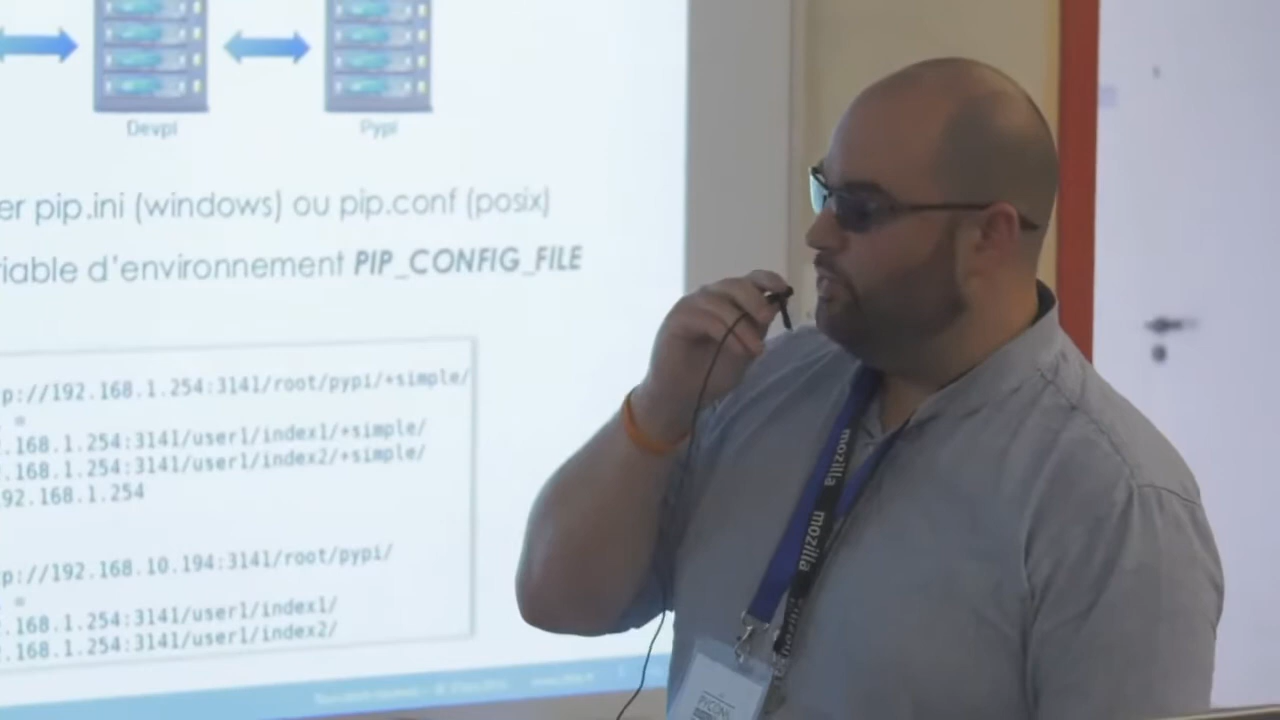 Devpi
Pypi
er pip.ini (windows) ou pip.conf (posix)
riable d'environnement PIP_CONFIG_FILE
p://192.168.1.254:3141/root/pypi/+simple/
.168.1.254:3141/user1/index1/+simple/
.168.1.254:3141/user1/index2/+simple/
92.168.1.254
p://192.168.10.194:3141/root/pypi/
.168.1.254:3141/user1/index1/
.168.1.254:3141/user1/index2/
mozilla
mozilla